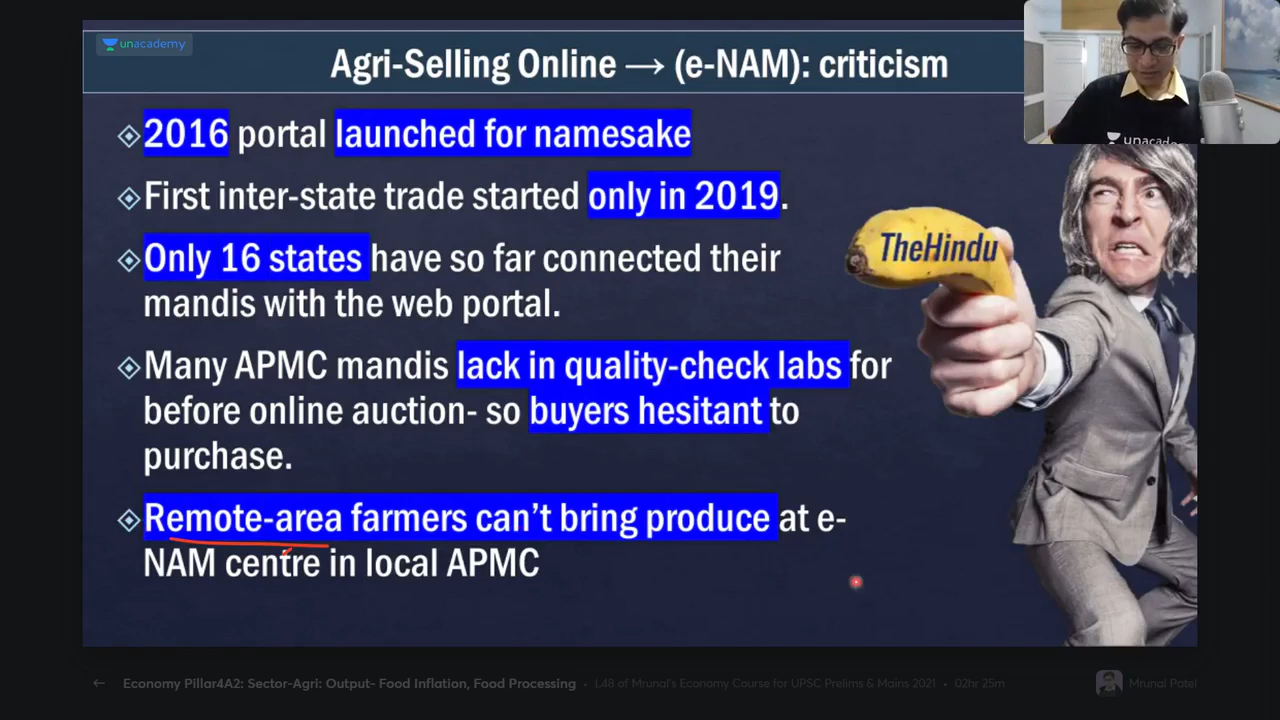 unacademy
Agri-Selling Online → (e-NAM): criticism
2016 portal launched for namesake
First inter-state trade started only in 2019.
Only 16 states have so far connected their
mandis with the web portal.
Many APMC mandis lack in quality-check labs for
before online auction- so buyers hesitant to
purchase.
Remote-area farmers can't bring produce at e-
NAM centre in local APMC
TheHindu
unacademy
← Economy Pillar4A2: Sector-Agri: Output- Food Inflation, Food Processing • L48 of Mrunal's Economy Course for UPSC Prelims & Mains 2021 • 02hr 25m
Mrunal Patel